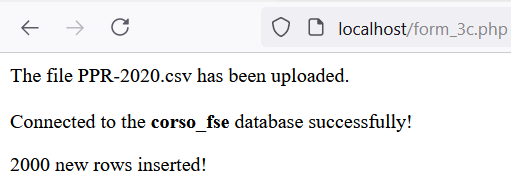 localhost/form_3c.php
The file PPR-2020.csv has been uploaded.
Connected to the corso_fse database successfully!
2000 new rows inserted!